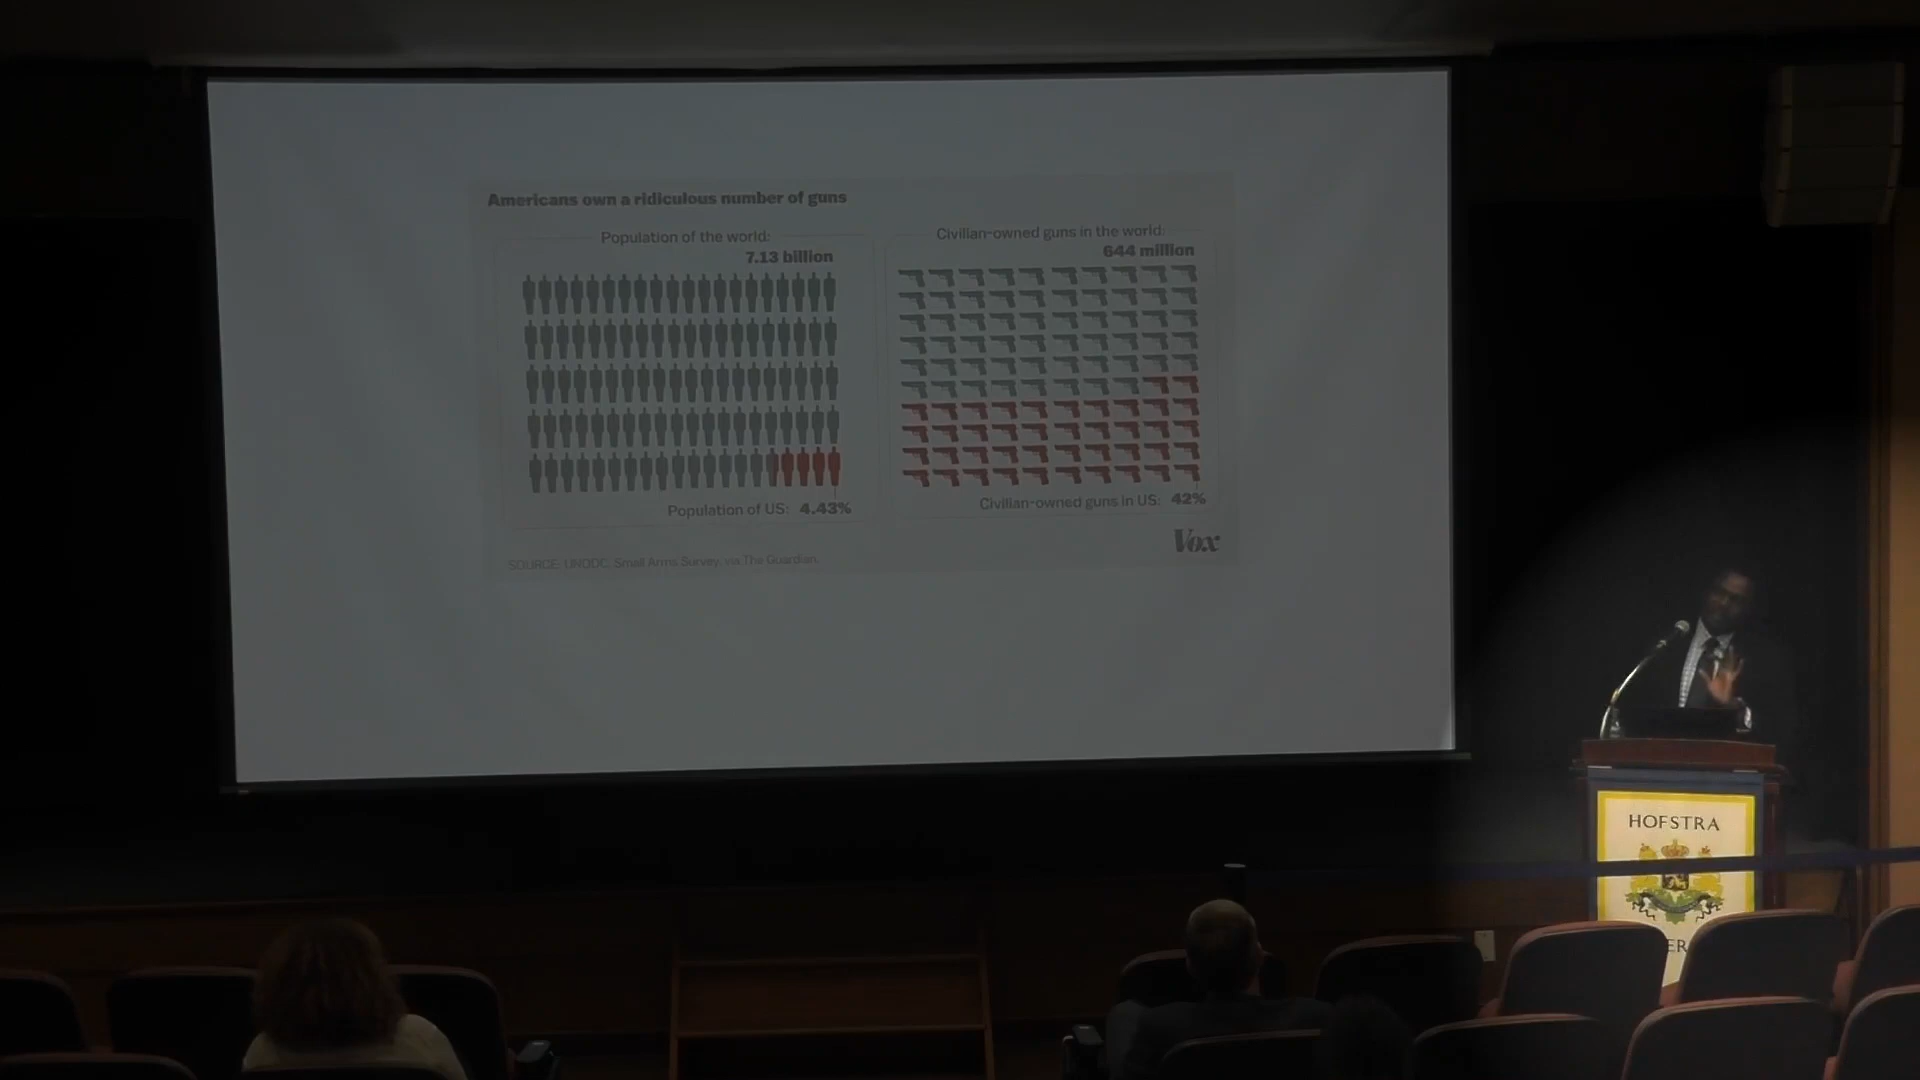 Americans own a ridiculous number of guns
Population of the world:
7.13 billion
Population of US: 4.43%
Civilian-owned guns in the world:
644 million
Civilian-owned guns in US: 42%
Vox
SOURCE: UNODC, Small Arms Survey, via The Guardian.
HOFSTRA
ER